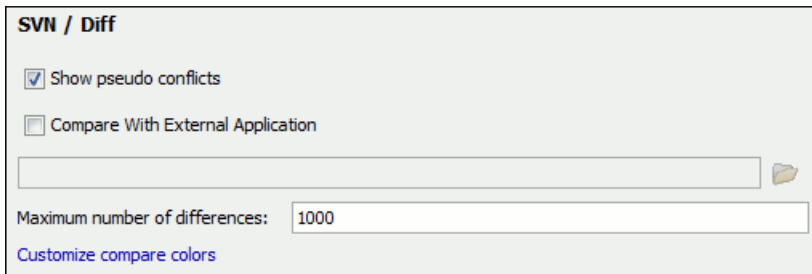 SVN / Diff
Show pseudo conflicts
Compare With External Application
Maximum number of differences: 1000
Customize compare colors